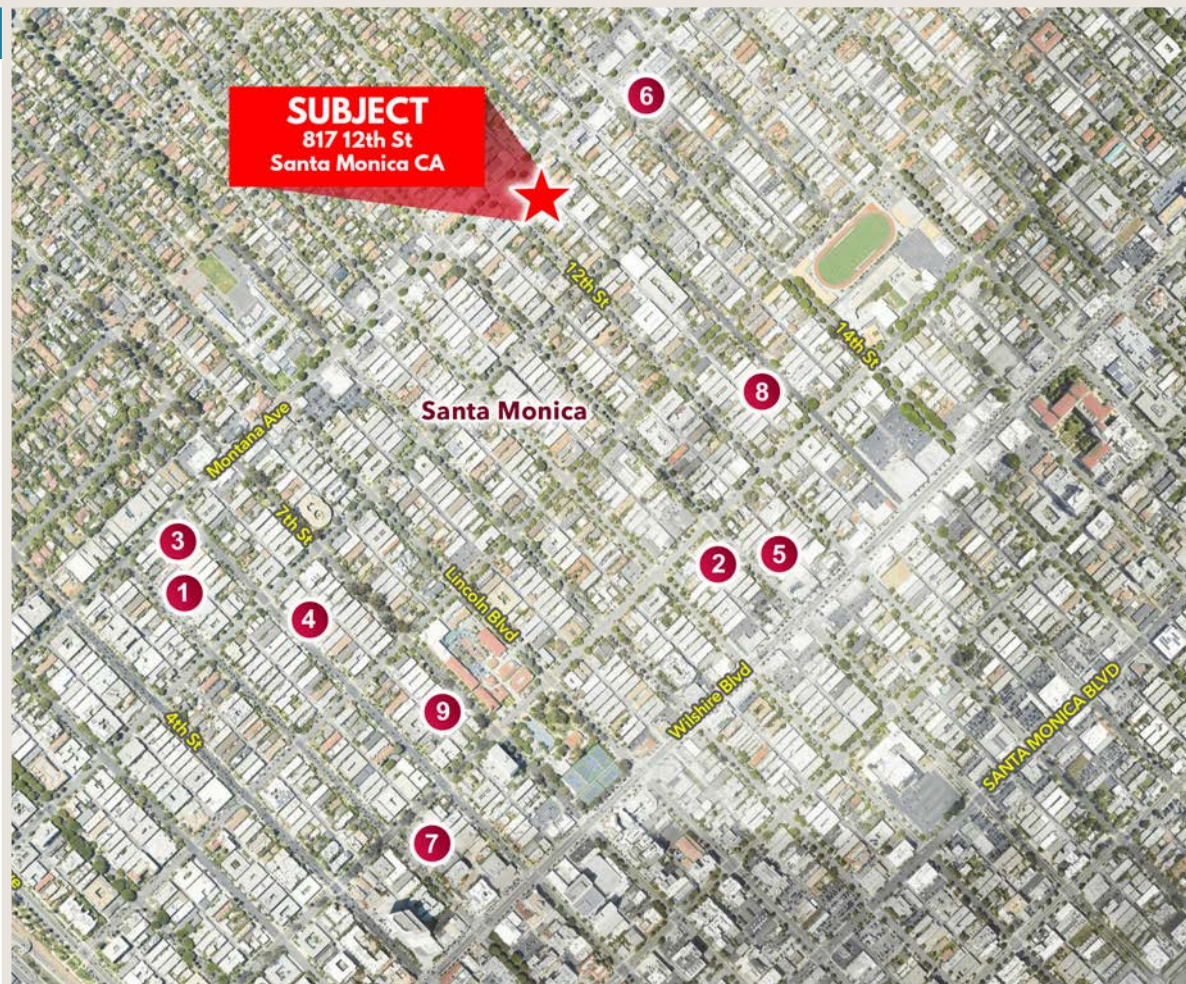 SUBJECT
817 12th St
Santa Monica CA
6
12th St
14th St
8
Santa Monica
Montana Ave
7th St
3
2
5
1
Lincoln Blvd
4
Wilshire Blvd
SANTA MONICA BLVD
9
4th St
7
e